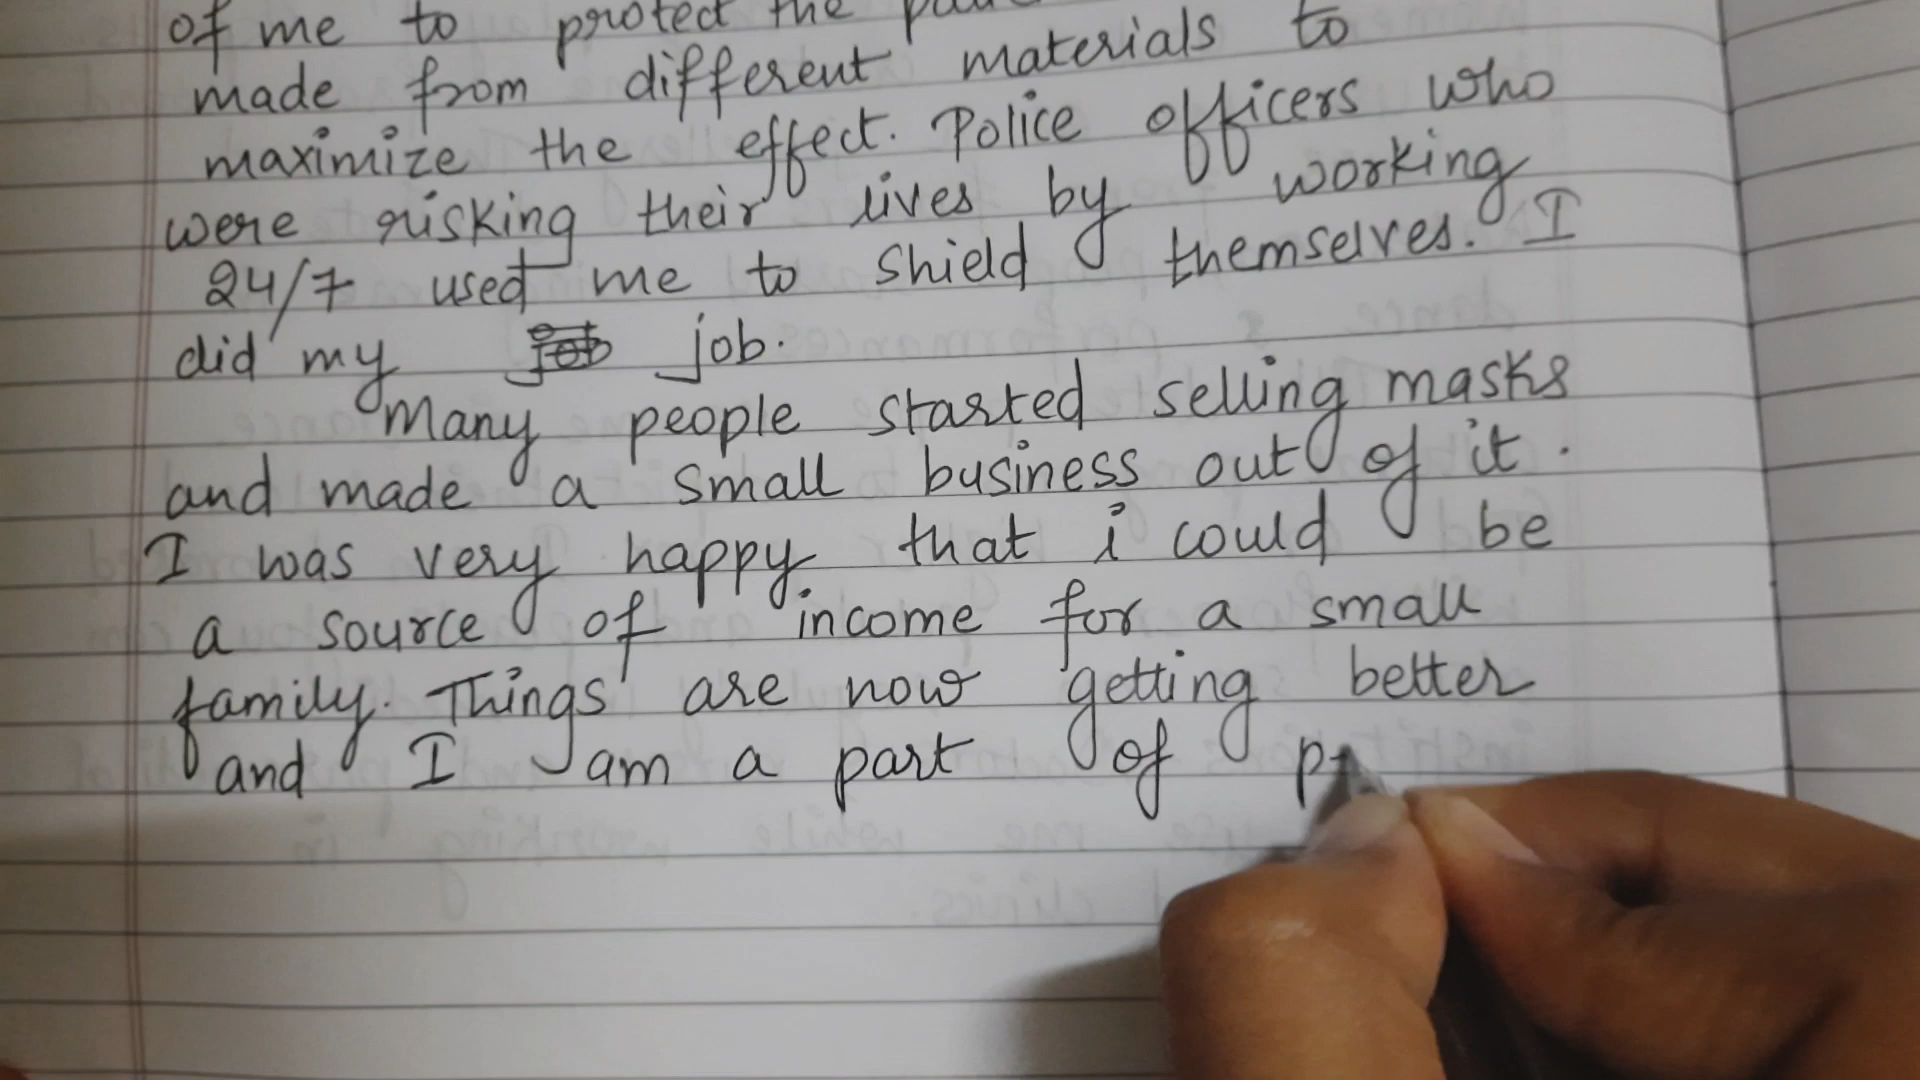 of me to protect the
made from different materials to
maximize the effect. Police officers who
were risking their lives by working
24/7 used me to shield themselves. I
did my job job.
Many people started selling masks
and made a small business out of it.
I was very happy that i could be
a source of income for a small
family. Things are now getting better
and I am a part of